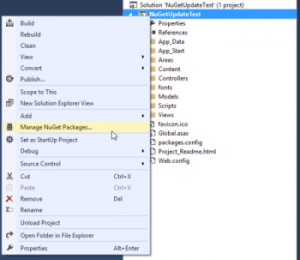 Build
Rebuild
Clean
View
Convert
Publish...
Scope to This
New Solution Explorer View
Add
Manage NuGet Packages...
Set as StartUp Project
Debug
Source Control
Cut Ctrl+X
Paste Ctrl+V
Remove Del
Rename
Unload Project
Open Folder in File Explorer
Properties Alt+Enter
Solution 'NuGetUpdateTest' (1 project)
NuGetUpdateTest
Properties
References
App_Data
App_Start
Areas
Content
Controllers
fonts
Models
Scripts
Views
favicon.ico
Global.asax
packages.config
Project_Readme.html
Web.config